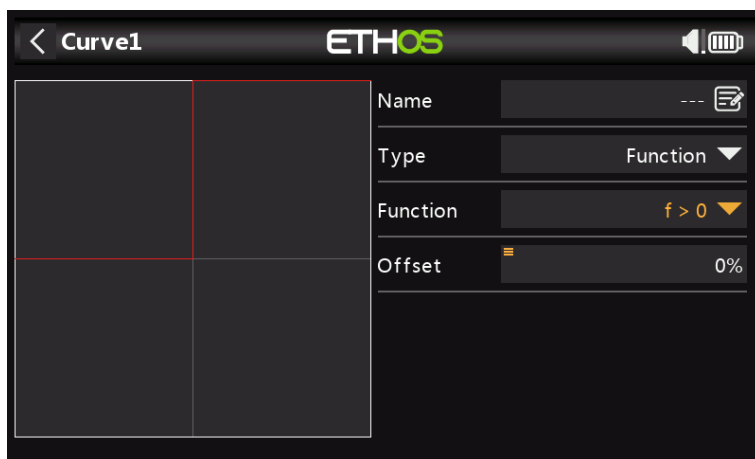 Curve1
ETHOS
Name ---
Type Function
Function f > 0
Offset 0%